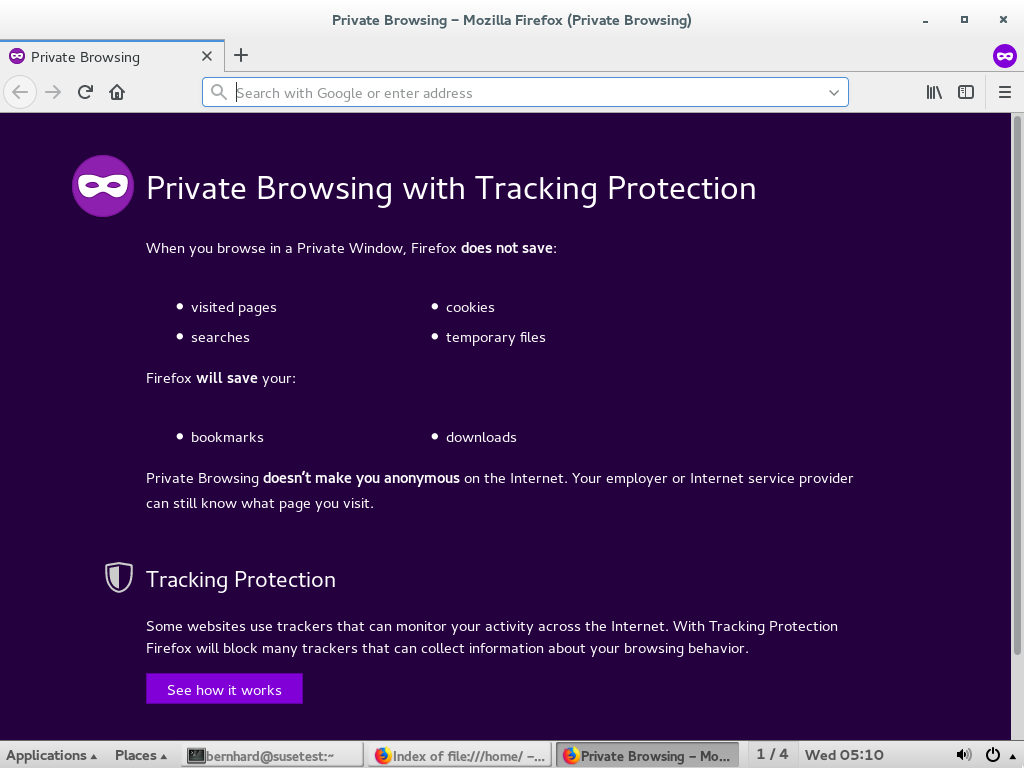 Private Browsing – Mozilla Firefox (Private Browsing)
Private Browsing
Search with Google or enter address
Private Browsing with Tracking Protection
When you browse in a Private Window, Firefox does not save:
• visited pages
• cookies
• searches
• temporary files
Firefox will save your:
• bookmarks
• downloads
Private Browsing doesn’t make you anonymous on the Internet. Your employer or Internet service provider
can still know what page you visit.
Tracking Protection
Some websites use trackers that can monitor your activity across the Internet. With Tracking Protection
Firefox will block many trackers that can collect information about your browsing behavior.
See how it works
Applications Places bernhard@susetest:~ Index of file:///home/ –... Private Browsing – Mo... 1 / 4 Wed 05:10